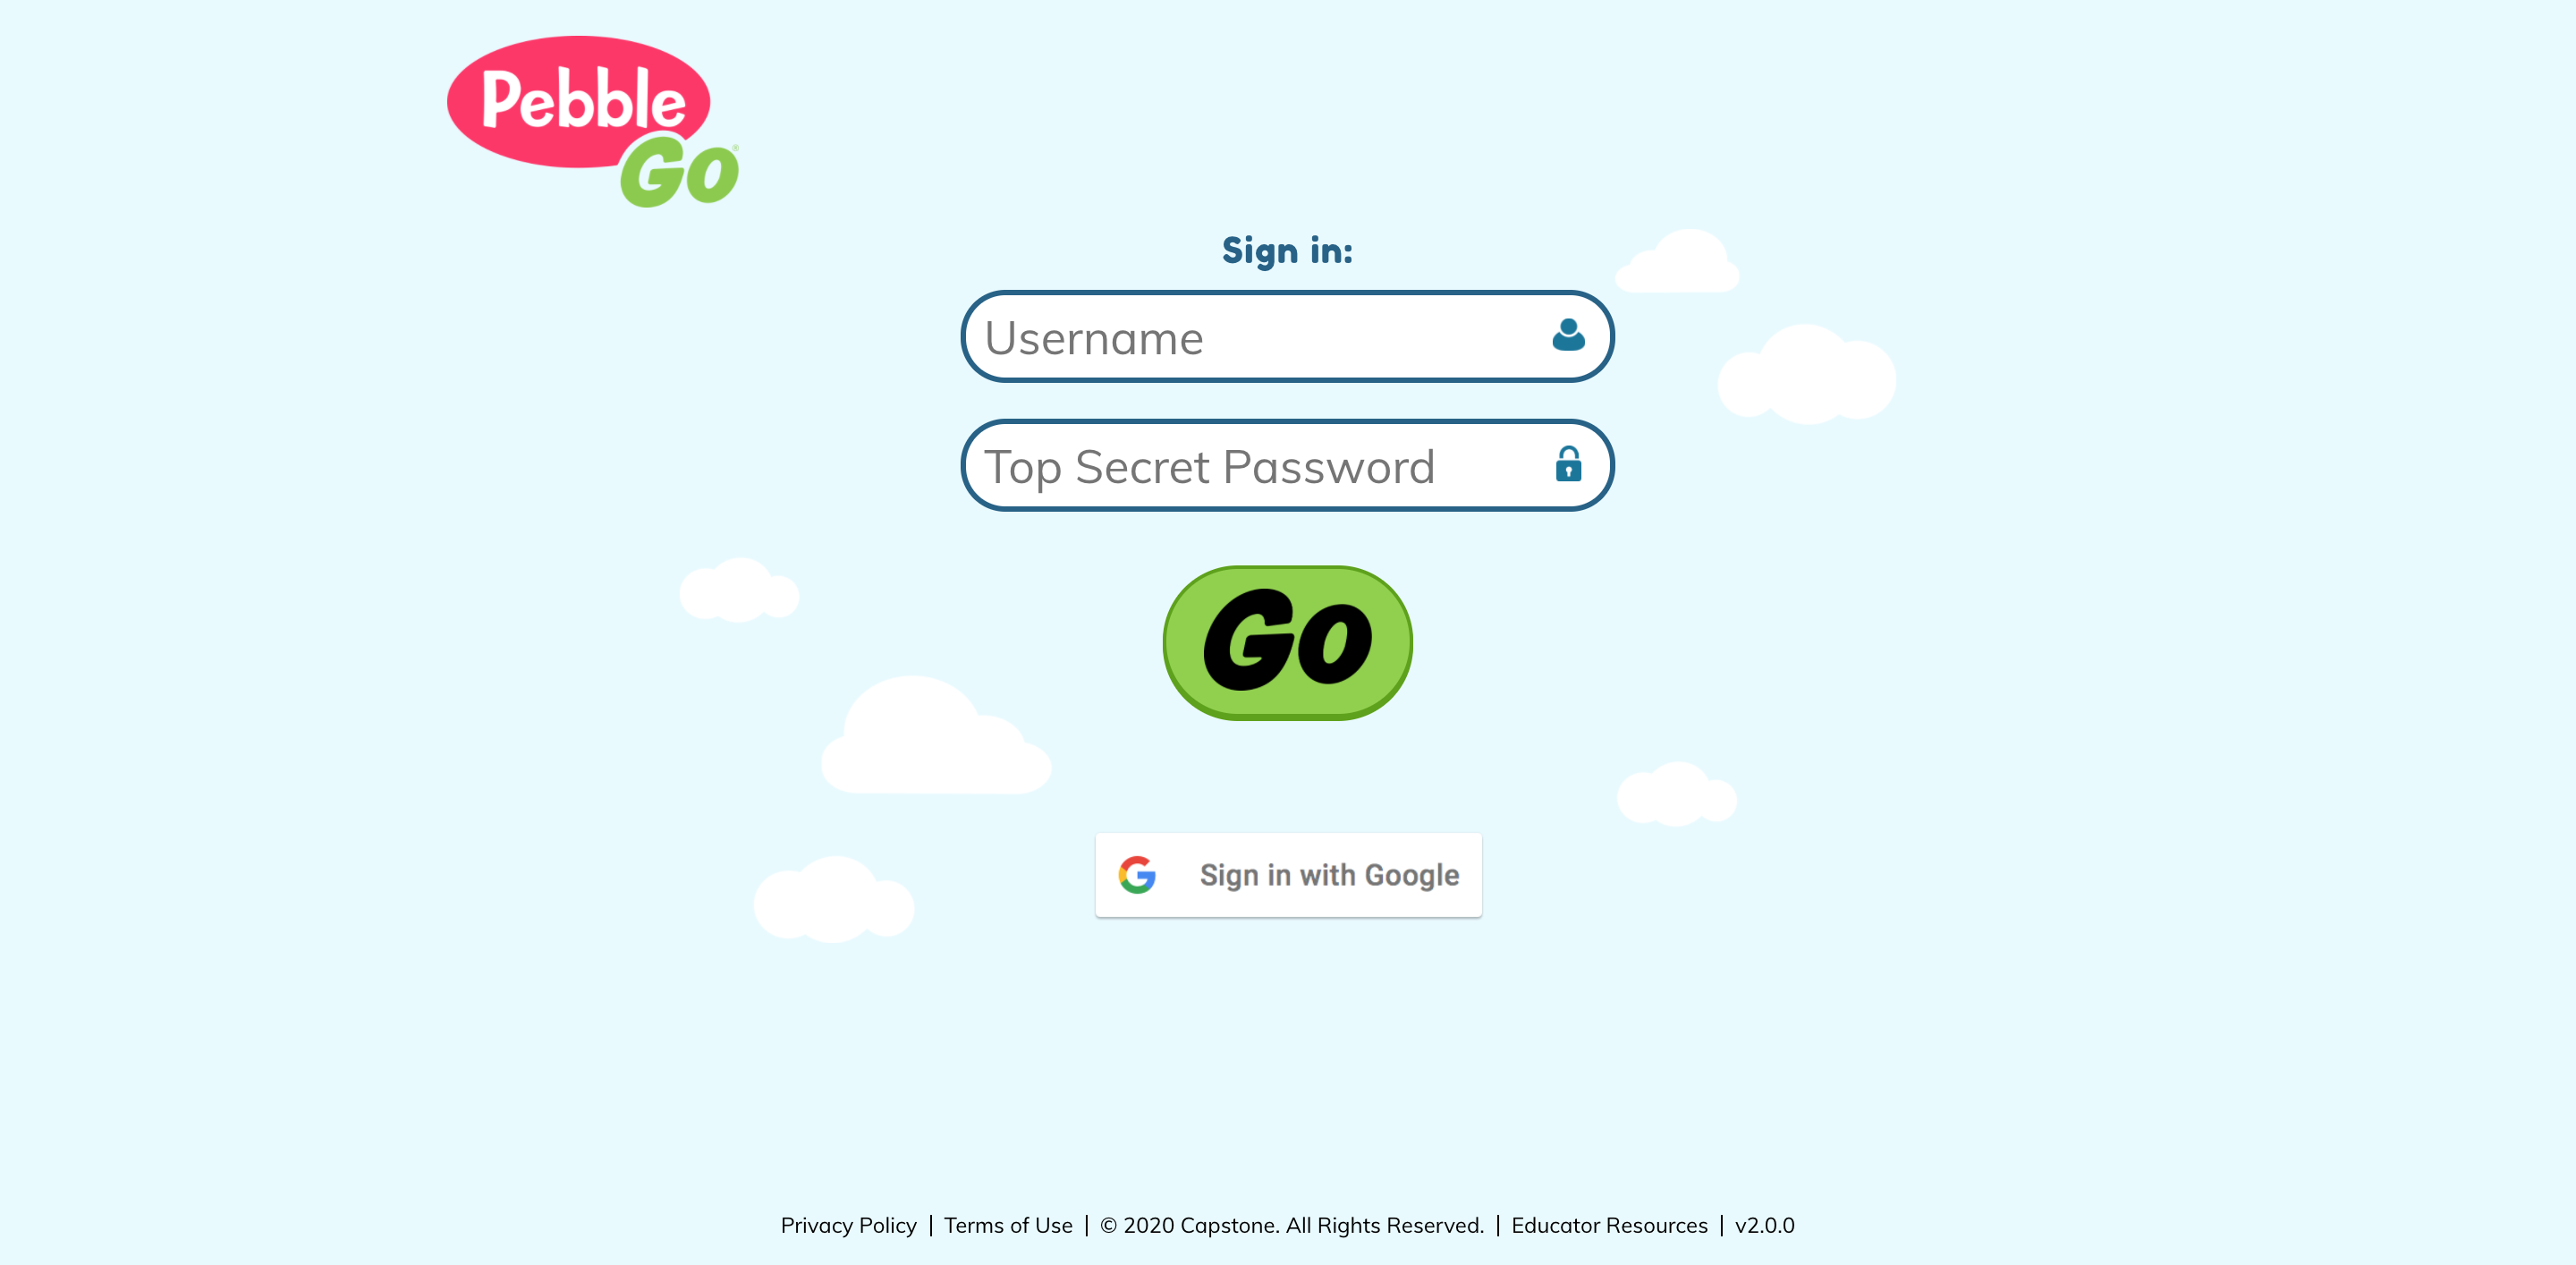 Pebble
Go®
Sign in:
Username
Top Secret Password
Go
Sign in with Google
Privacy Policy | Terms of Use | © 2020 Capstone. All Rights Reserved. | Educator Resources | v2.0.0